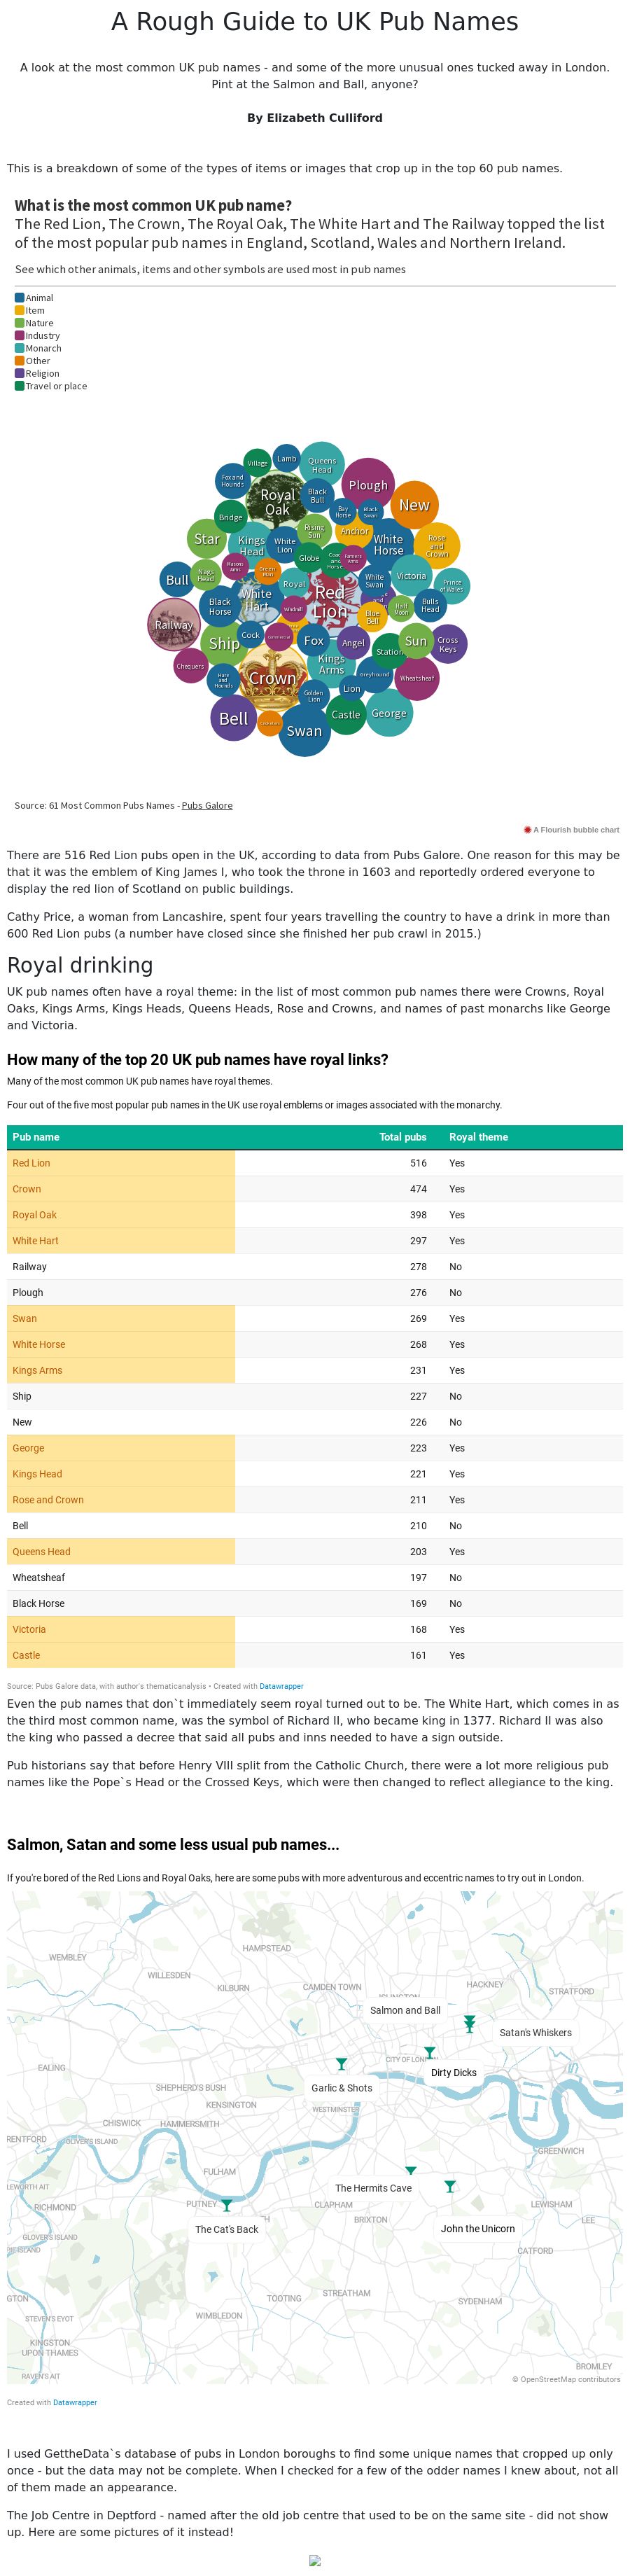 A Rough Guide to UK Pub Names
A look at the most common UK pub names - and some of the more unusual ones tucked away in London.
Pint at the Salmon and Ball, anyone?
By Elizabeth Culliford
This is a breakdown of some of the types of items or images that crop up in the top 60 pub names.
What is the most common UK pub name?
The Red Lion, The Crown, The Royal Oak, The White Hart and The Railway topped the list
of the most popular pub names in England, Scotland, Wales and Northern Ireland.
See which other animals, items and other symbols are used most in pub names
Animal
Item
Nature
Industry
Monarch
Other
Religion
Travel or place
Village
Lamb
Queens
Head
Fox and
Hounds
Royal
Oak
Black
Bull
Plough
New
Bridge
Bay
Horse
Black
Swan
Star
Kings
Head
White
Lion
Rising
Sun
Anchor
White
Horse
Rose
and
Crown
Globe
Masons
Arms
Green
Man
Farmers
Arms
Bull
Nags
Head
Royal
Red
Lion
White
Swan
Victoria
Prince
of Wales
Black
Horse
White
Hart
Windmill
Blue
Bell
Half
Moon
Bulls
Head
Railway
Ship
Cock
Commercial
Fox
Angel
Station
Sun
Cross
Keys
Chequers
Hare
and
Hounds
Crown
Kings
Arms
Greyhound
Wheatsheaf
Golden
Lion
Lion
Bell
Swan
Castle
George
Source: 61 Most Common Pubs Names - Pubs Galore
A Flourish bubble chart
There are 516 Red Lion pubs open in the UK, according to data from Pubs Galore. One reason for this may be
that it was the emblem of King James I, who took the throne in 1603 and reportedly ordered everyone to
display the red lion of Scotland on public buildings.
Cathy Price, a woman from Lancashire, spent four years travelling the country to have a drink in more than
600 Red Lion pubs (a number have closed since she finished her pub crawl in 2015.)
Royal drinking
UK pub names often have a royal theme: in the list of most common pub names there were Crowns, Royal
Oaks, Kings Arms, Kings Heads, Queens Heads, Rose and Crowns, and names of past monarchs like George
and Victoria.
How many of the top 20 UK pub names have royal links?
Many of the most common UK pub names have royal themes.
Four out of the five most popular pub names in the UK use royal emblems or images associated with the monarchy.
Pub name Total pubs Royal theme
Red Lion 516 Yes
Crown 474 Yes
Royal Oak 398 Yes
White Hart 297 Yes
Railway 278 No
Plough 276 No
Swan 269 Yes
White Horse 268 Yes
Kings Arms 231 Yes
Ship 227 No
New 226 No
George 223 Yes
Kings Head 221 Yes
Rose and Crown 211 Yes
Bell 210 No
Queens Head 203 Yes
Wheatsheaf 197 No
Black Horse 169 No
Victoria 168 Yes
Castle 161 Yes
Source: Pubs Galore data, with author's thematicanalysis • Created with Datawrapper
Even the pub names that don`t immediately seem royal turned out to be. The White Hart, which comes in as
the third most common name, was the symbol of Richard II, who became king in 1377. Richard II was also
the king who passed a decree that said all pubs and inns needed to have a sign outside.
Pub historians say that before Henry VIII split from the Catholic Church, there were a lot more religious pub
names like the Pope`s Head or the Crossed Keys, which were then changed to reflect allegiance to the king.
Salmon, Satan and some less usual pub names...
If you're bored of the Red Lions and Royal Oaks, here are some pubs with more adventurous and eccentric names to try out in London.
HAMPSTEAD
WEMBLEY
WILLESDEN
KILBURN
CAMDEN TOWN
HACKNEY
STRATFORD
Salmon and Ball
Satan's Whiskers
CITY OF LONDON
EALING
Dirty Dicks
SHEPHERD'S BUSH
Garlic & Shots
KENSINGTON
WESTMINSTER
CHISWICK
HAMMERSMITH
OLIVER'S ISLAND
GREENWICH
FULHAM
The Hermits Cave
RICHMOND
PUTNEY
CLAPHAM
BRIXTON
LEWISHAM
LEE
The Cat's Back
John the Unicorn
GLOVER'S ISLAND
CATFORD
TOOTING
STREATHAM
SYDENHAM
WIMBLEDON
STEVEN'S EYOT
KINGSTON
UPON THAMES
BROMLEY
RAVEN'S AIT
© OpenStreetMap contributors
Created with Datawrapper
I used GettheData`s database of pubs in London boroughs to find some unique names that cropped up only
once - but the data may not be complete. When I checked for a few of the odder names I knew about, not all
of them made an appearance.
The Job Centre in Deptford - named after the old job centre that used to be on the same site - did not show
up. Here are some pictures of it instead!